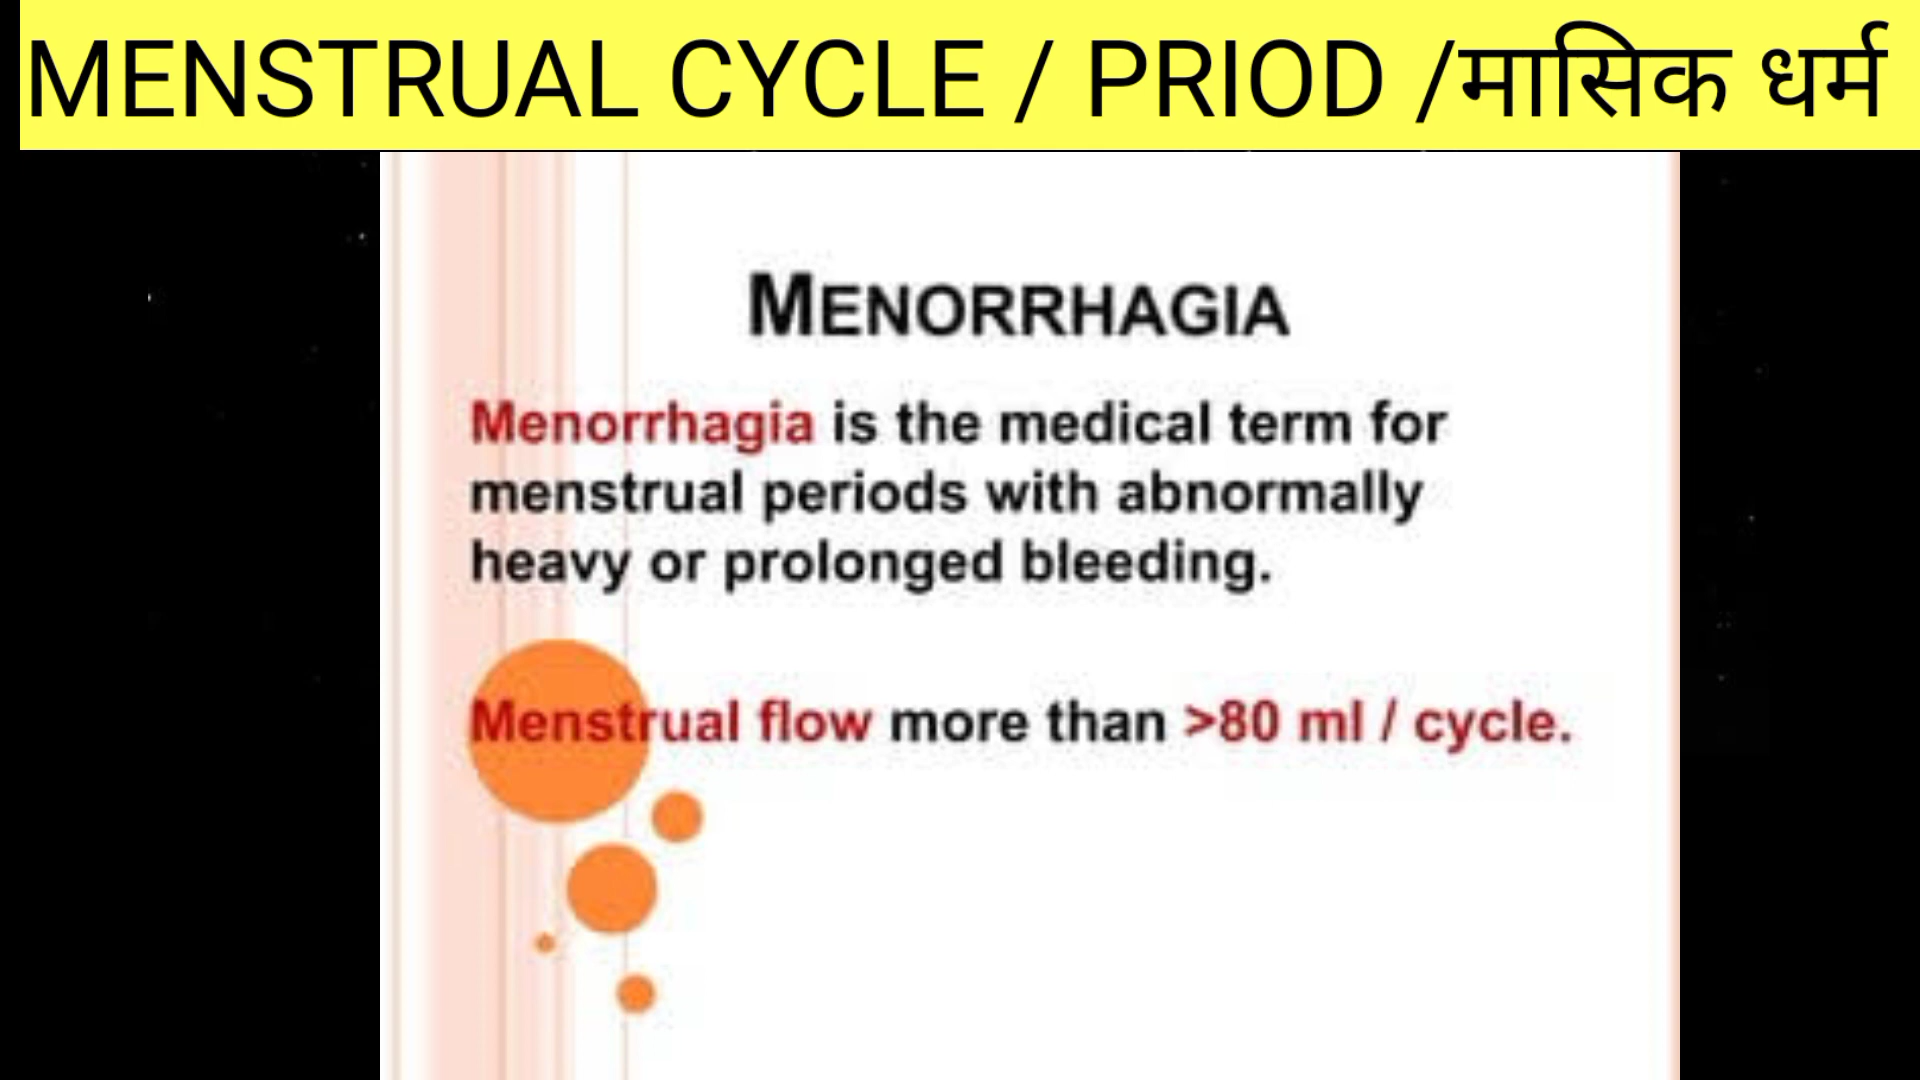 MENSTRUAL CYCLE / PRIOD /मासिक धर्म
MENORRHAGIA
Menorrhagia is the medical term for
menstrual periods with abnormally
heavy or prolonged bleeding.
Menstrual flow more than >80 ml / cycle.